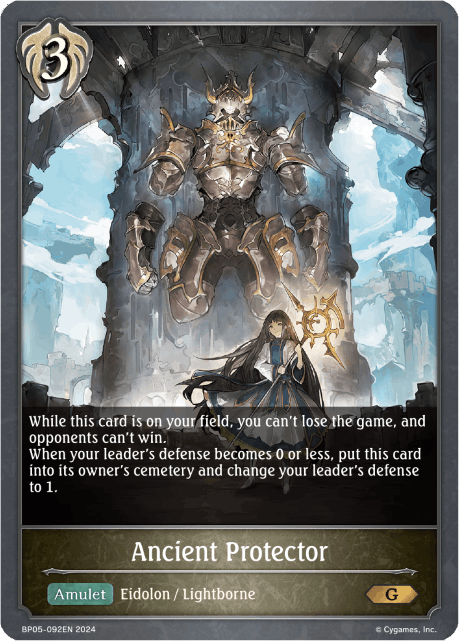 3
While this card is on your field, you can't lose the game, and
opponents can't win.
When your leader's defense becomes 0 or less, put this card
into its owner's cemetery and change your leader's defense
to 1.
Ancient Protector
Amulet Eidolon / Lightborne G
BP05-092EN 2024 © Cygames, Inc.